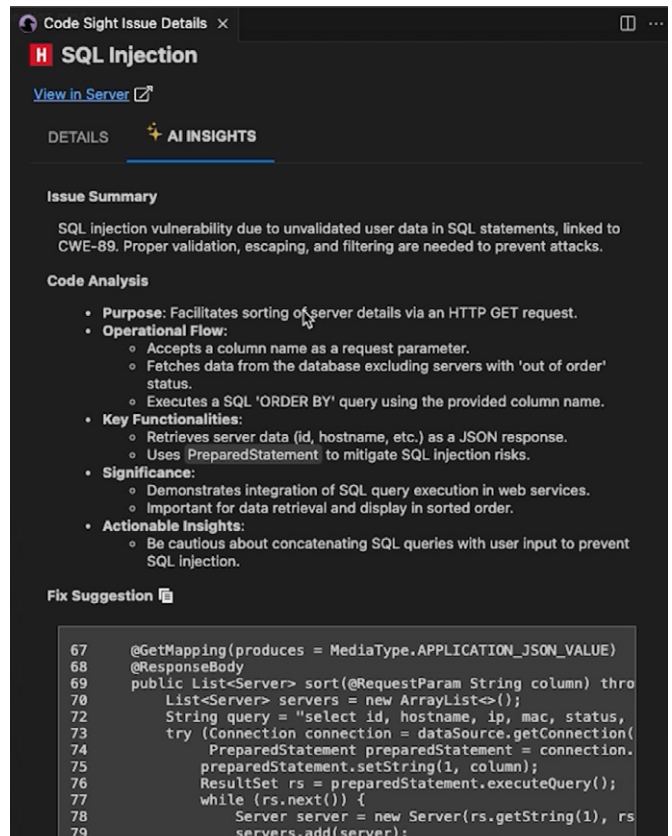 Code Sight Issue Details ×
H SQL Injection
View in Server
DETAILS AI INSIGHTS
Issue Summary
SQL injection vulnerability due to unvalidated user data in SQL statements, linked to
CWE-89. Proper validation, escaping, and filtering are needed to prevent attacks.
Code Analysis
• Purpose: Facilitates sorting of server details via an HTTP GET request.
• Operational Flow:
◦ Accepts a column name as a request parameter.
◦ Fetches data from the database excluding servers with 'out of order'
status.
◦ Executes a SQL 'ORDER BY' query using the provided column name.
• Key Functionalities:
◦ Retrieves server data (id, hostname, etc.) as a JSON response.
◦ Uses PreparedStatement to mitigate SQL injection risks.
• Significance:
◦ Demonstrates integration of SQL query execution in web services.
◦ Important for data retrieval and display in sorted order.
• Actionable Insights:
◦ Be cautious about concatenating SQL queries with user input to prevent
SQL injection.
Fix Suggestion
67 @GetMapping(produces = MediaType.APPLICATION_JSON_VALUE)
68 @ResponseBody
69 public List<Server> sort(@RequestParam String column) thro
70 List<Server> servers = new ArrayList<>();
72 String query = "select id, hostname, ip, mac, status,
73 try (Connection connection = dataSource.getConnection(
74 PreparedStatement preparedStatement = connection.
75 preparedStatement.setString(1, column);
76 ResultSet rs = preparedStatement.executeQuery();
77 while (rs.next()) {
78 Server server = new Server(rs.getString(1), rs
79 servers.add(server);